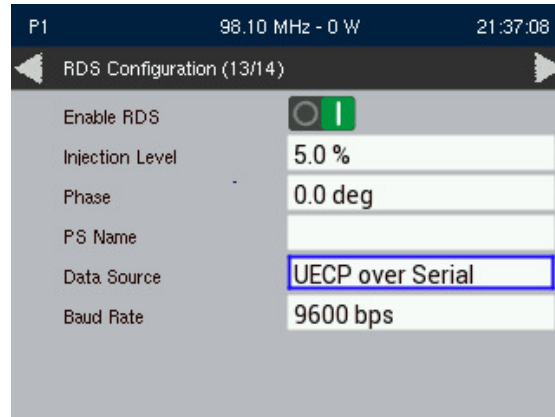 P1 98.10 MHz - 0 W 21:37:08
RDS Configuration (13/14)
Enable RDS
Injection Level 5.0 %
Phase 0.0 deg
PS Name
Data Source UECP over Serial
Baud Rate 9600 bps